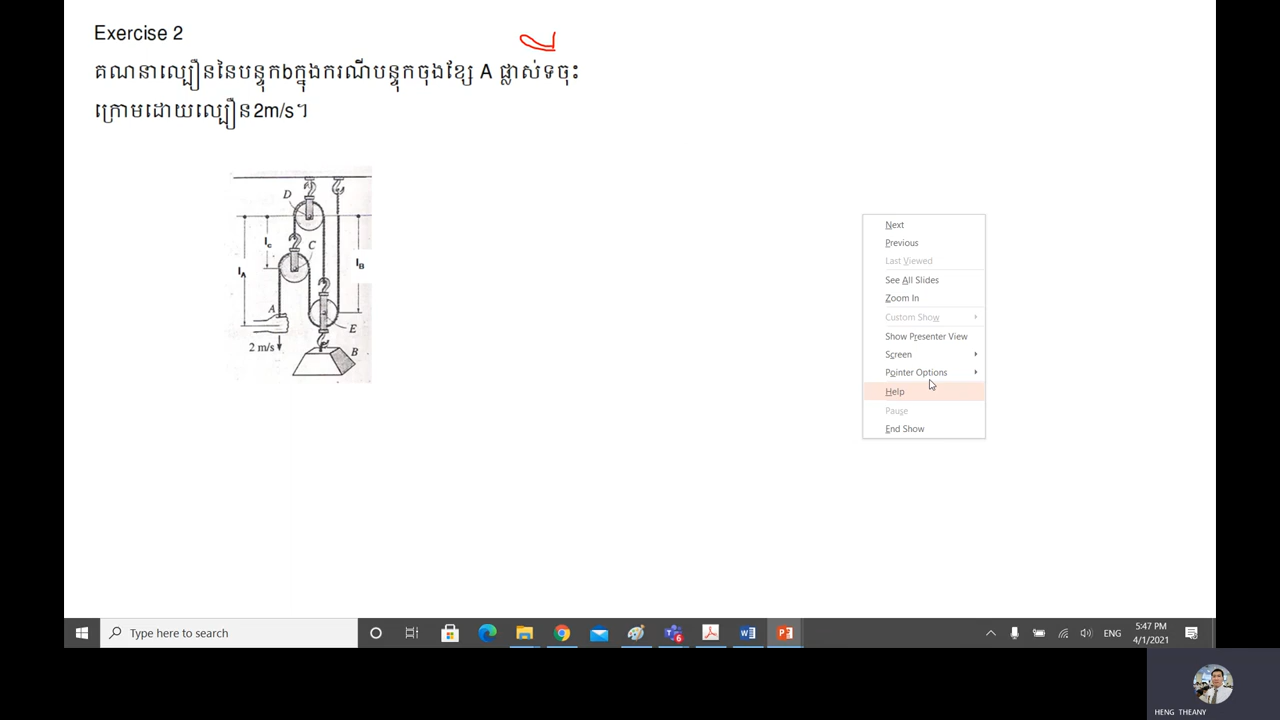 Exercise 2
គណនាល្បឿននៃបន្ទុកbក្នុងករណីបន្ទុកចុងខ្សែ A ផ្លាស់ទចុះ
ក្រោមដោយល្បឿន2m/s។
D
lc
C
lA
lB
A
E
2 m/s
B
Next
Previous
Last Viewed
See All Slides
Zoom In
Custom Show
Show Presenter View
Screen
Pointer Options
Help
Pause
End Show
Type here to search
6
ENG
5:47 PM
4/1/2021
HENG THEANY